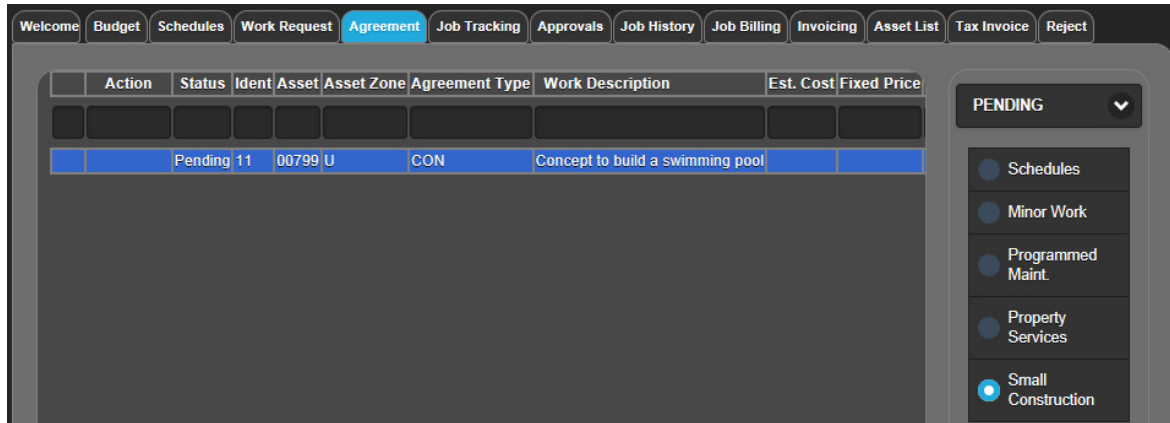 Welcome Budget Schedules Work Request Agreement Job Tracking Approvals Job History Job Billing Invoicing Asset List Tax Invoice Reject
Action Status Ident Asset Asset Zone Agreement Type Work Description Est. Cost Fixed Price
Pending 11 00799 U CON Concept to build a swimming pool
PENDING
Schedules
Minor Work
Programmed
Maint.
Property
Services
Small
Construction